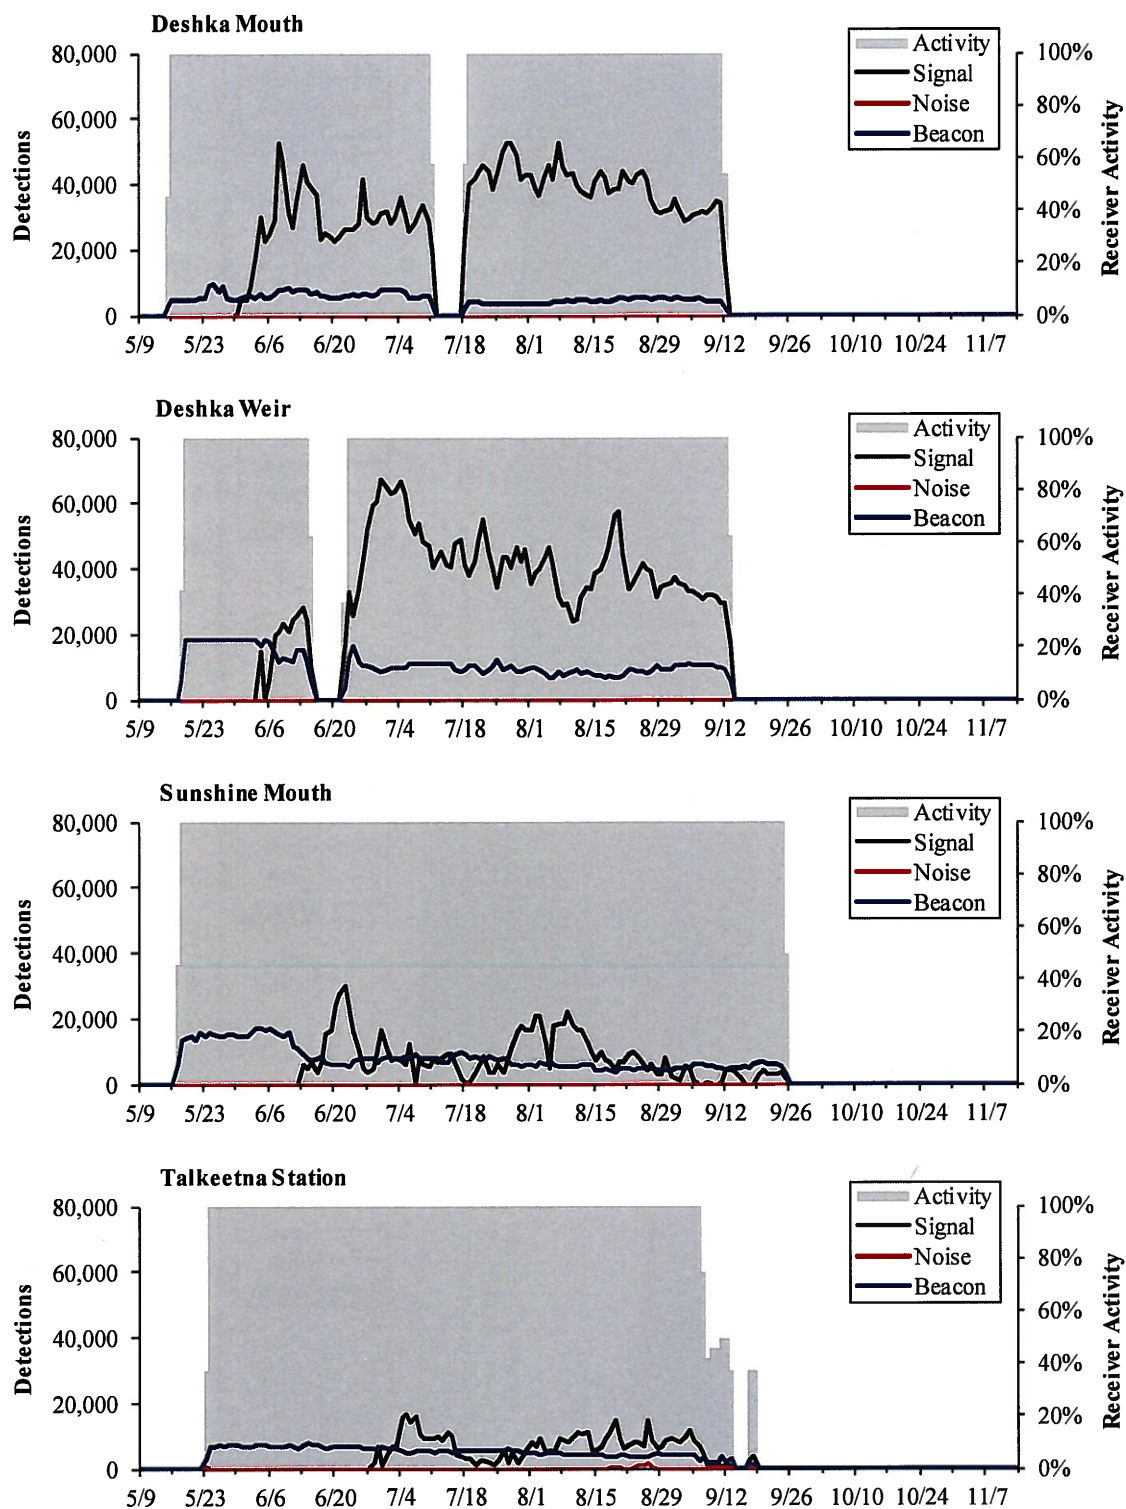 Deshka Mouth
80,000
60,000
40,000
20,000
0
Detections
100%
80%
60%
40%
20%
0%
Receiver Activity
Activity
Signal
Noise
Beacon
5/9 5/23 6/6 6/20 7/4 7/18 8/1 8/15 8/29 9/12 9/26 10/10 10/24 11/7
Deshka Weir
80,000
60,000
40,000
20,000
0
Detections
100%
80%
60%
40%
20%
0%
Receiver Activity
Activity
Signal
Noise
Beacon
5/9 5/23 6/6 6/20 7/4 7/18 8/1 8/15 8/29 9/12 9/26 10/10 10/24 11/7
Sunshine Mouth
80,000
60,000
40,000
20,000
0
Detections
100%
80%
60%
40%
20%
0%
Receiver Activity
Activity
Signal
Noise
Beacon
5/9 5/23 6/6 6/20 7/4 7/18 8/1 8/15 8/29 9/12 9/26 10/10 10/24 11/7
Talkeetna Station
80,000
60,000
40,000
20,000
0
Detections
100%
80%
60%
40%
20%
0%
Receiver Activity
Activity
Signal
Noise
Beacon
5/9 5/23 6/6 6/20 7/4 7/18 8/1 8/15 8/29 9/12 9/26 10/10 10/24 11/7